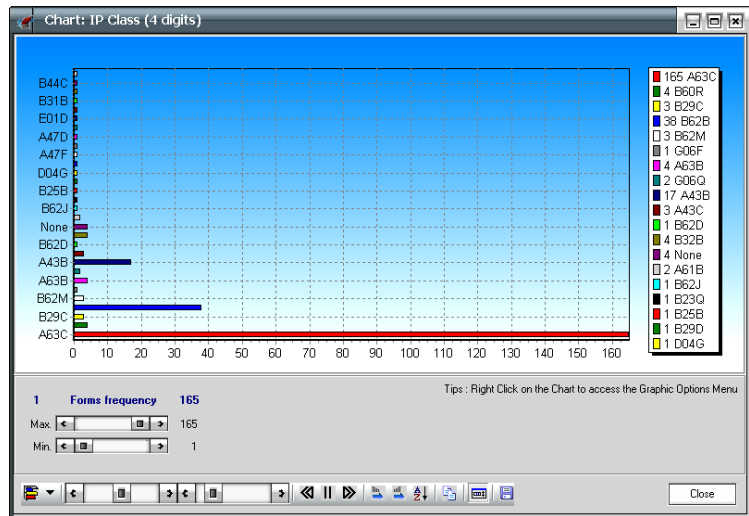 Chart: IP Class (4 digits)
B44C
B31B
E01D
A47D
A47F
D04G
B25B
B62J
None
B62D
A43B
A63B
B62M
B29C
A63C
0 10 20 30 40 50 60 70 80 90 100 110 120 130 140 150 160
165 A63C
4 B60R
3 B29C
38 B62B
3 B62M
1 G06F
4 A63B
2 G06Q
17 A43B
3 A43C
1 B62D
4 B32B
4 None
2 A61B
1 B62J
1 B23Q
1 B25B
1 B29D
1 D04G
Tips : Right Click on the Chart to access the Graphic Options Menu
1 Forms frequency 165
Max. 165
Min. 1
Close